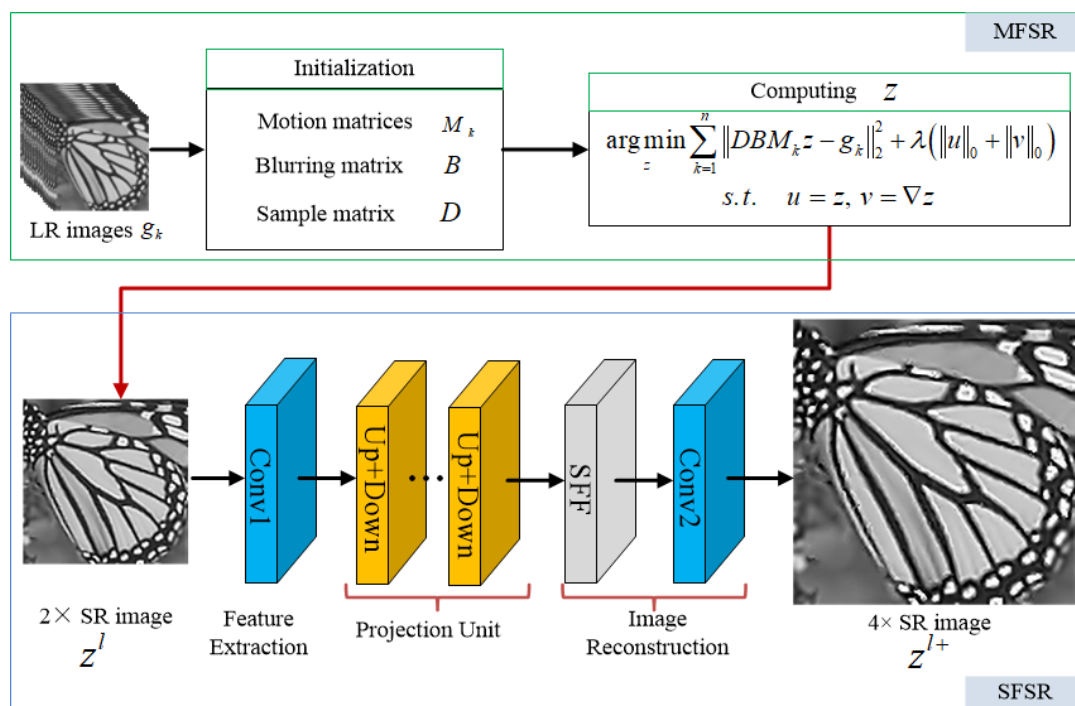 MFSR
Initialization
Motion matrices M_k
Blurring matrix B
Sample matrix D
LR images g_k
Computing z
arg min_z ∑_{k=1}^{n} ‖DBM_k z − g_k‖_2^2 + λ(‖u‖_0 + ‖v‖_0)
s.t. u = z, v = ∇z
Conv1
Up+Down
...
Up+Down
SFF
Conv2
2× SR image
z^l
Feature
Extraction
Projection Unit
Image
Reconstruction
4× SR image
z^{l+}
SFSR